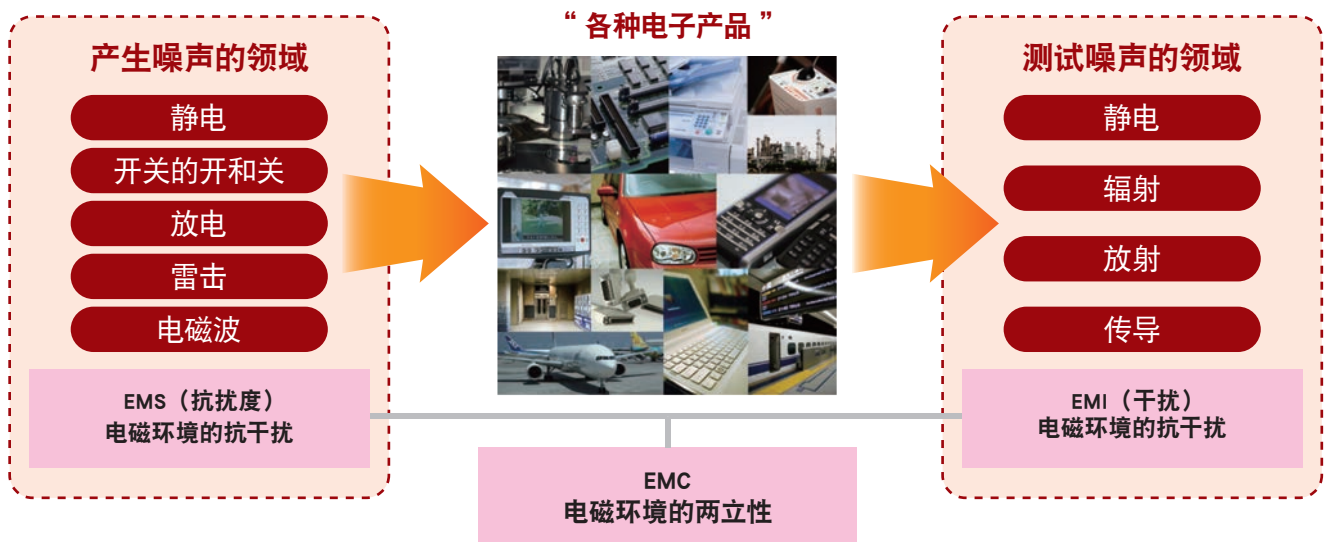 “ 各种电子产品 ”
产生噪声的领域
静电
开关的开和关
放电
雷击
电磁波
EMS（抗扰度）
电磁环境的抗干扰
测试噪声的领域
静电
辐射
放射
传导
EMI（干扰）
电磁环境的抗干扰
EMC
电磁环境的两立性